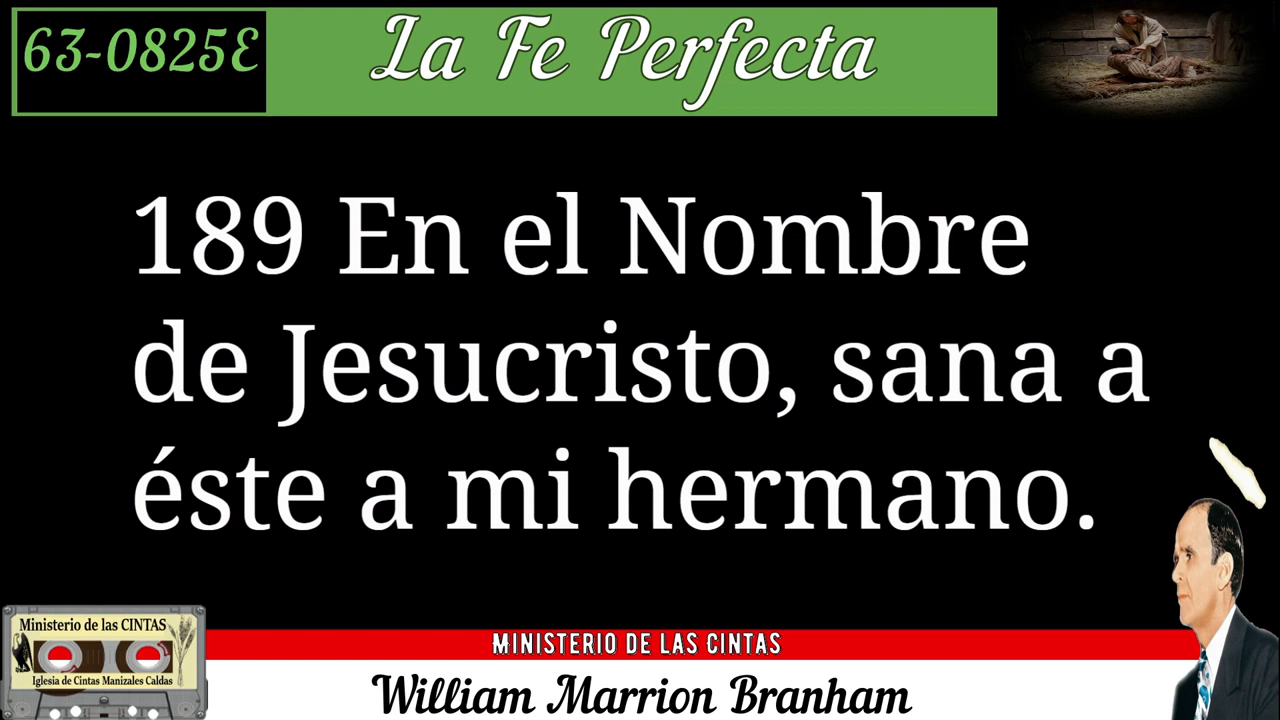 63-0825E
La Fe Perfecta
189 En el Nombre
de Jesucristo, sana a
éste a mi hermano.
Ministerio de las CINTAS
Iglesia de Cintas Manizales Caldas
MINISTERIO DE LAS CINTAS
William Marrion Branham